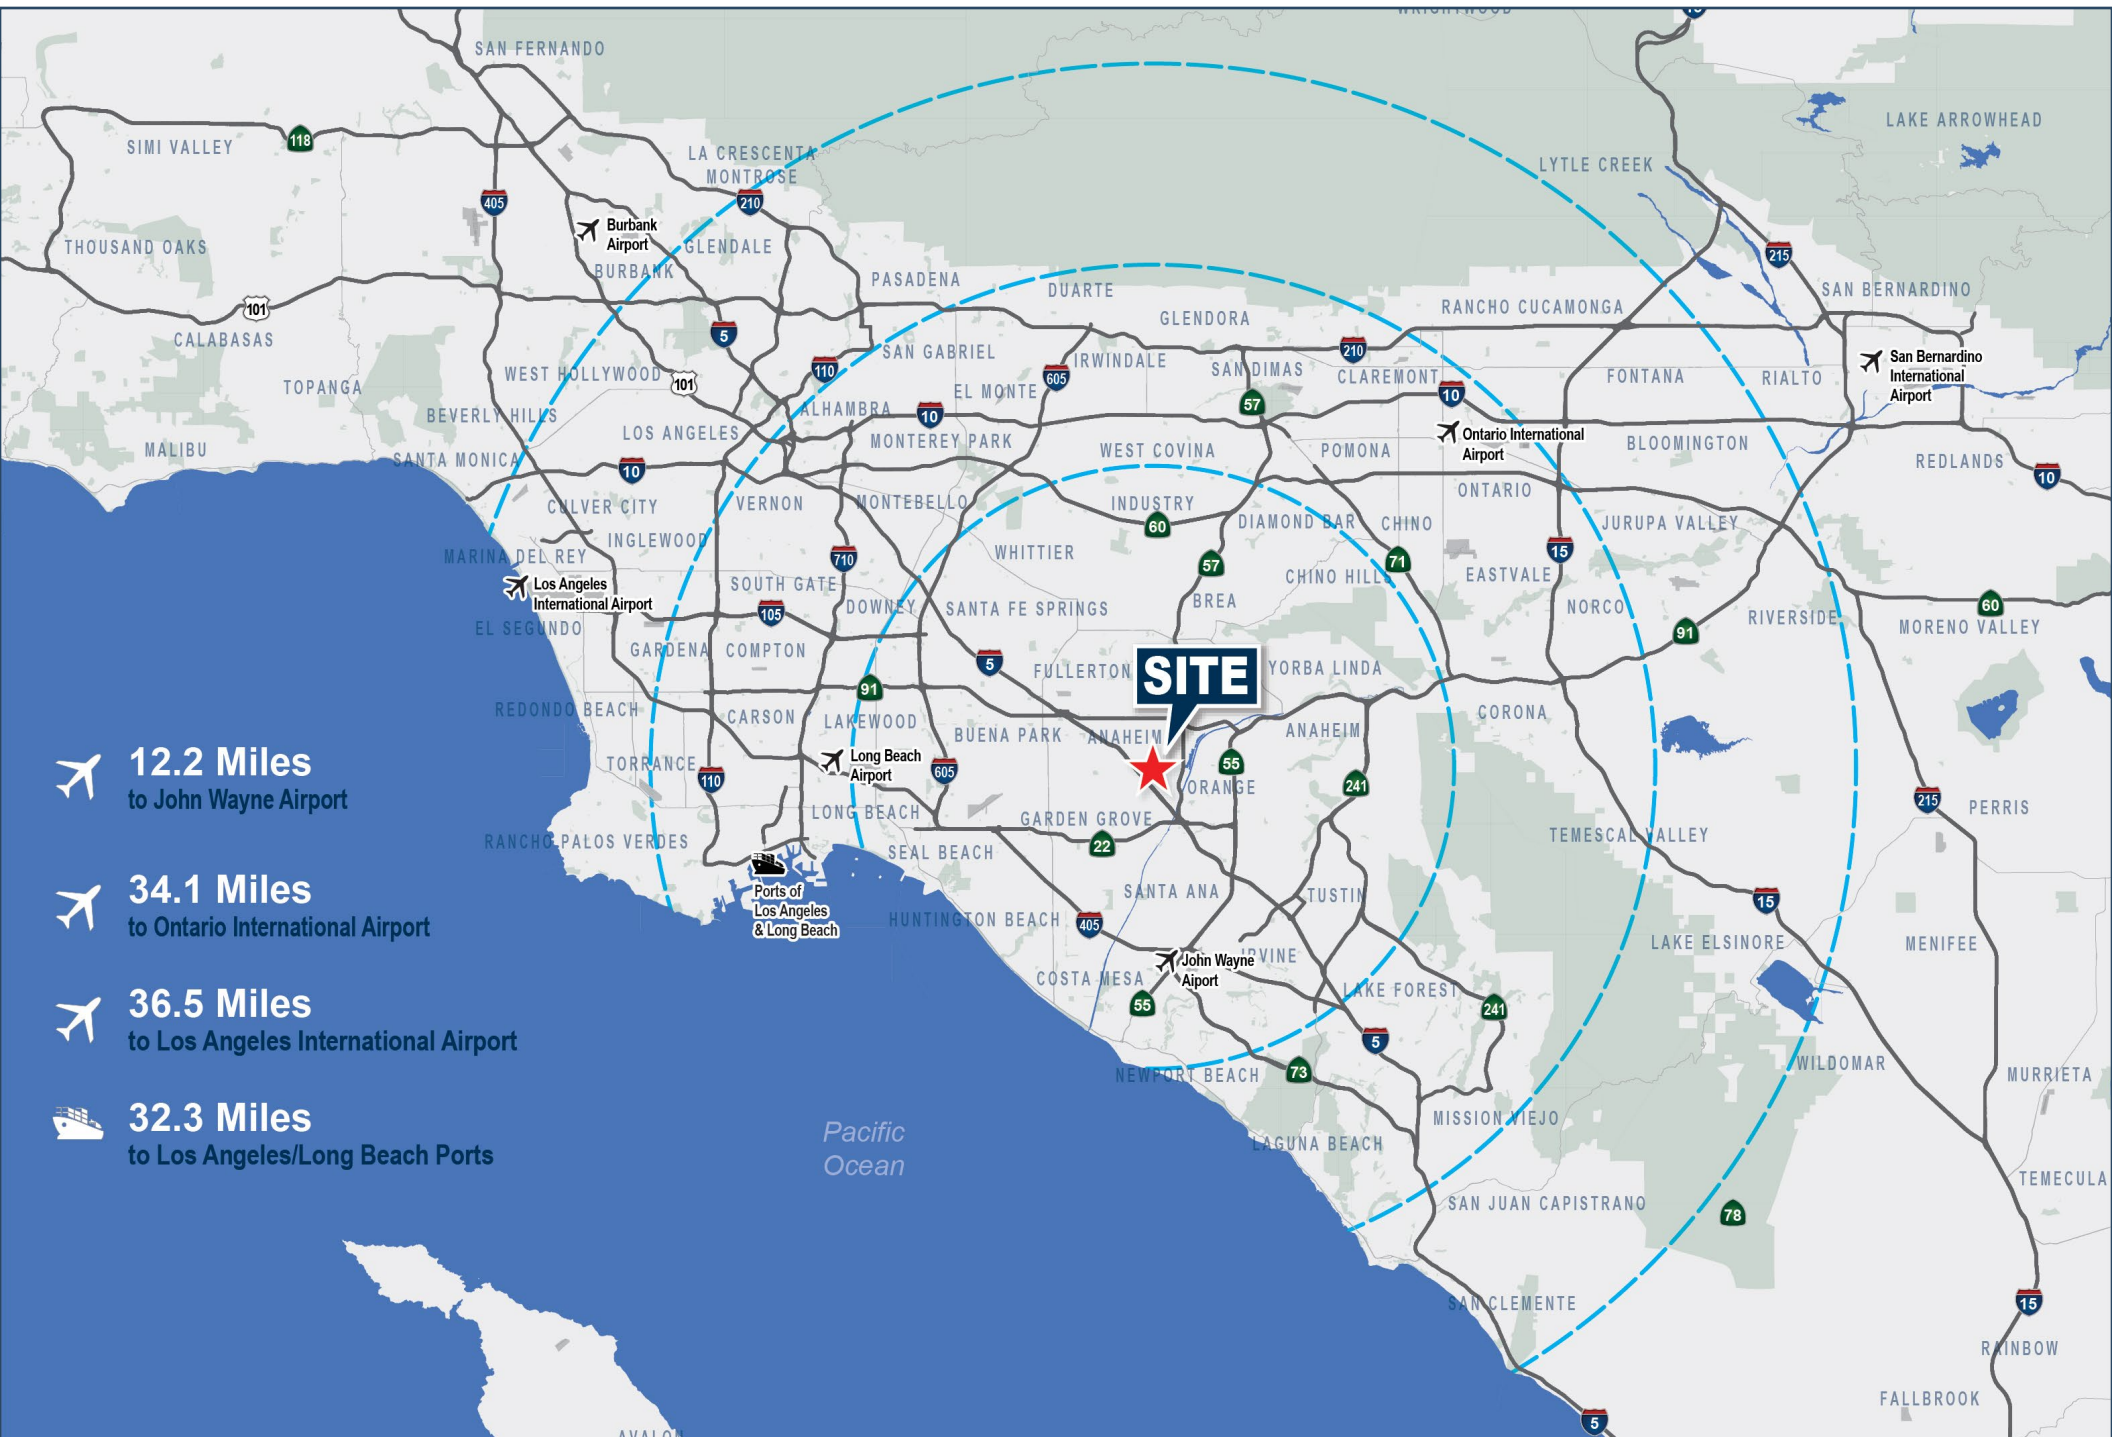 WRIGHTWOOD
SAN FERNANDO
SIMI VALLEY
118
LA CRESCENTA
MONTROSE
LAKE ARROWHEAD
LYTLE CREEK
405
210
Burbank
Airport
THOUSAND OAKS
GLENDALE
BURBANK
215
PASADENA
DUARTE
SAN BERNARDINO
101
RANCHO CUCAMONGA
GLENDORA
CALABASAS
5
SAN GABRIEL
IRWINDALE
210
San Bernardino
International
Airport
110
SAN DIMAS
CLAREMONT
FONTANA
RIALTO
WEST HOLLYWOOD
101
605
TOPANGA
EL MONTE
10
57
BEVERLY HILLS
ALHAMBRA
10
LOS ANGELES
MONTEREY PARK
Ontario International
Airport
BLOOMINGTON
MALIBU
WEST COVINA
POMONA
SANTA MONICA
10
REDLANDS
10
ONTARIO
CULVER CITY
VERNON
MONTEBELLO
INDUSTRY
60
DIAMOND BAR
CHINO
JURUPA VALLEY
INGLEWOOD
WHITTIER
MARINA DEL REY
710
57
71
15
CHINO HILLS
EASTVALE
Los Angeles
International Airport
SOUTH GATE
105
DOWNEY
SANTA FE SPRINGS
BREA
NORCO
60
RIVERSIDE
EL SEGUNDO
91
MORENO VALLEY
GARDENA
COMPTON
5
FULLERTON
SITE
YORBA LINDA
91
REDONDO BEACH
CARSON
LAKEWOOD
CORONA
BUENA PARK
ANAHEIM
ANAHEIM
12.2 Miles
to John Wayne Airport
TORRANCE
110
Long Beach
Airport
605
55
ORANGE
241
215
PERRIS
LONG BEACH
GARDEN GROVE
TEMESCAL VALLEY
RANCHO PALOS VERDES
22
SEAL BEACH
Ports of
Los Angeles
& Long Beach
34.1 Miles
to Ontario International Airport
SANTA ANA
TUSTIN
15
HUNTINGTON BEACH
405
LAKE ELSINORE
MENIFEE
John Wayne
Aiport
IRVINE
COSTA MESA
LAKE FOREST
55
241
36.5 Miles
to Los Angeles International Airport
5
WILDOMAR
NEWPORT BEACH
73
MURRIETA
32.3 Miles
to Los Angeles/Long Beach Ports
MISSION VIEJO
Pacific
Ocean
LAGUNA BEACH
TEMECULA
SAN JUAN CAPISTRANO
78
SAN CLEMENTE
15
RAINBOW
FALLBROOK
5
AVALON